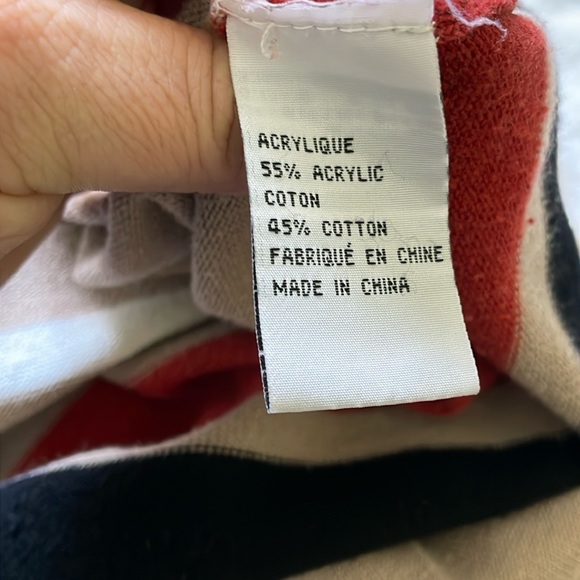 ACRYLIQUE
55% ACRYLIC
COTON
45% COTTON
FABRIQUÉ EN CHINE
MADE IN CHINA